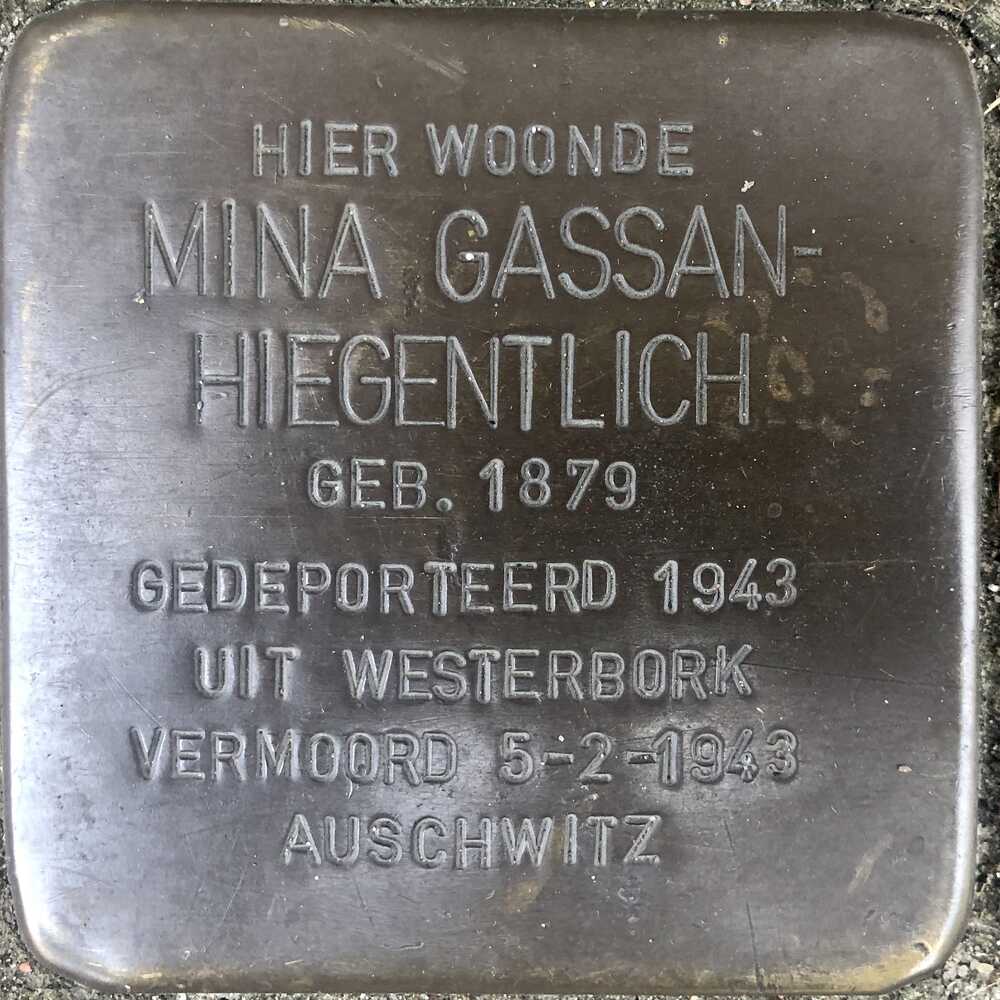 HIER WOONDE
MINA GASSAN-
HIEGENTLICH
GEB. 1879
GEDEPORTEERD 1943
UIT WESTERBORK
VERMOORD 5-2-1943
AUSCHWITZ